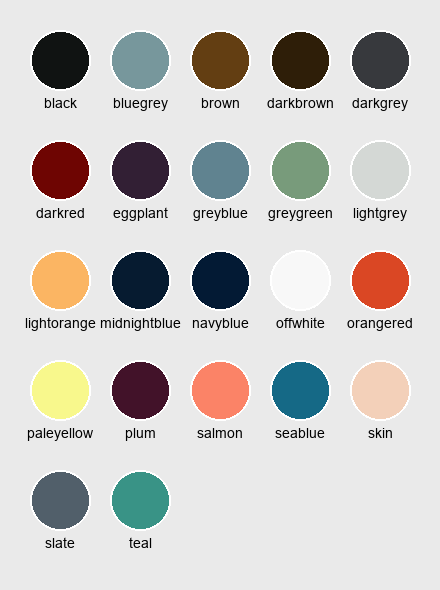 black bluegrey brown darkbrown darkgrey
darkred eggplant greyblue greygreen lightgrey
lightorange midnightblue navyblue offwhite orangered
paleyellow plum salmon seablue skin
slate teal